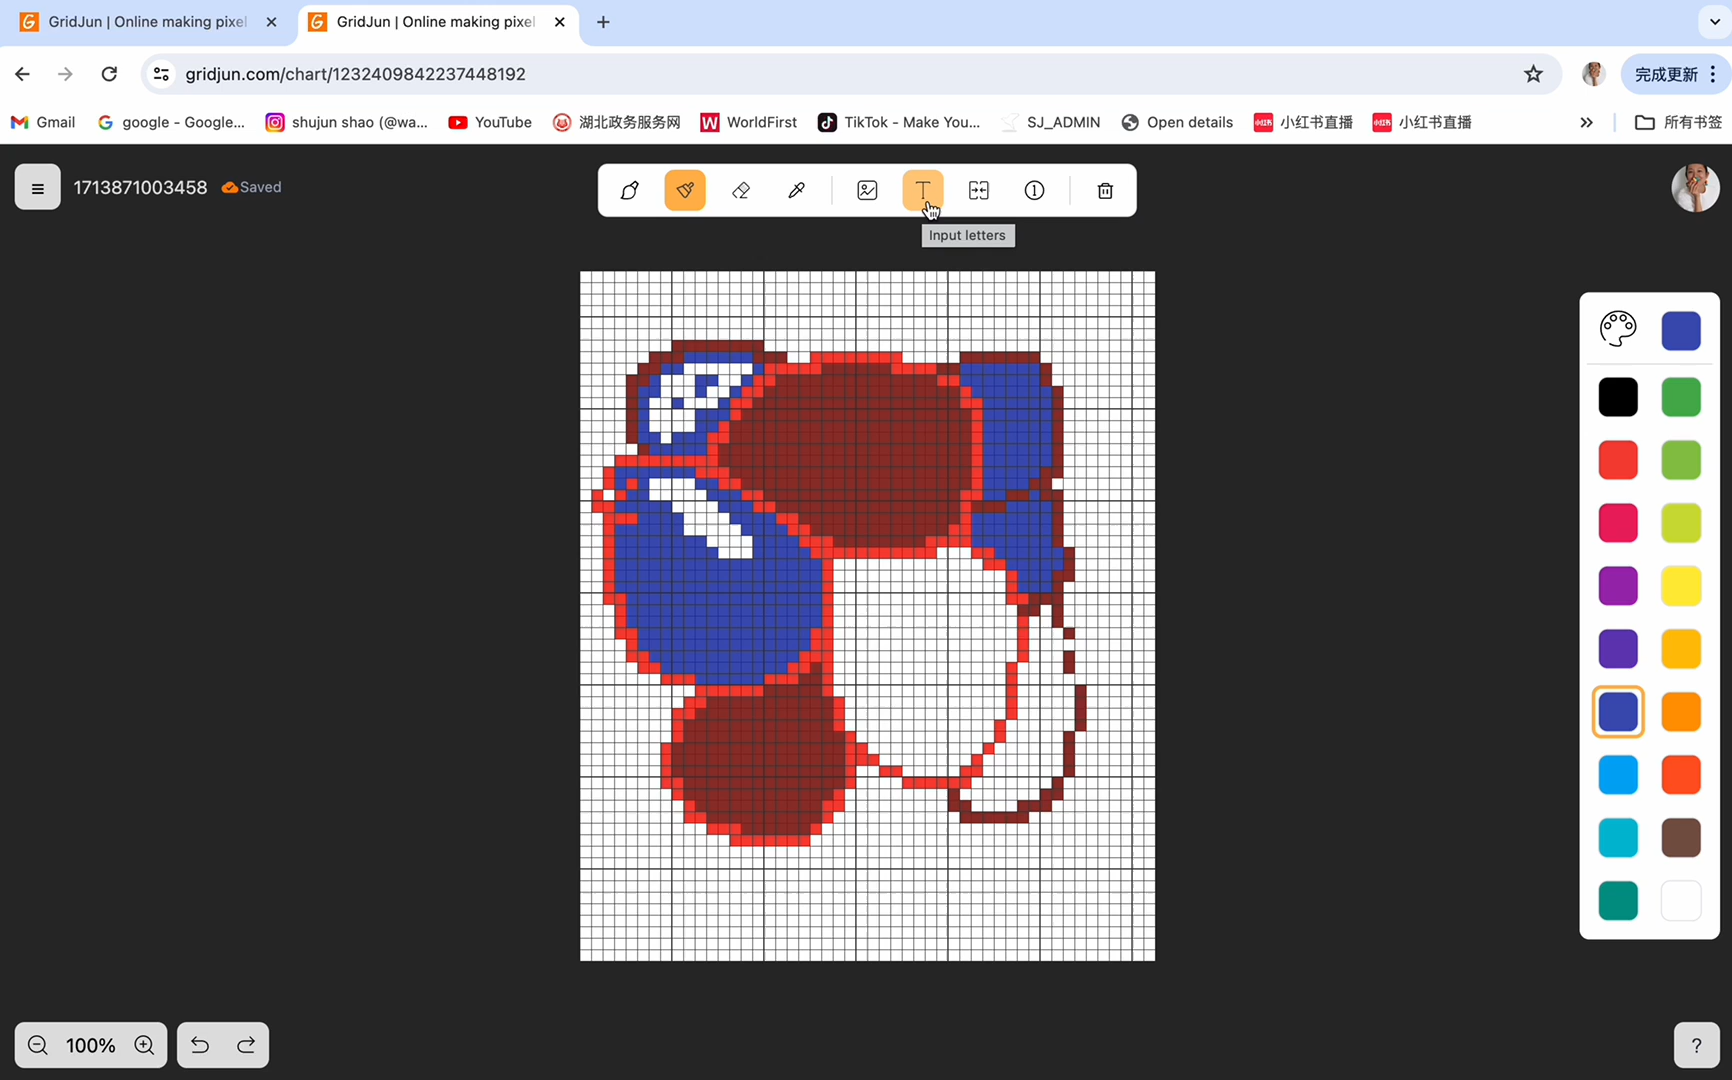 GridJun | Online making pixel
GridJun | Online making pixel
gridjun.com/chart/1232409842237448192
完成更新
Gmail
google - Google...
shujun shao (@wa...
YouTube
湖北政务服务网
WorldFirst
TikTok - Make You...
SJ_ADMIN
Open details
小红书直播
小红书直播
所有书签
1713871003458
Saved
Input letters
100%
?